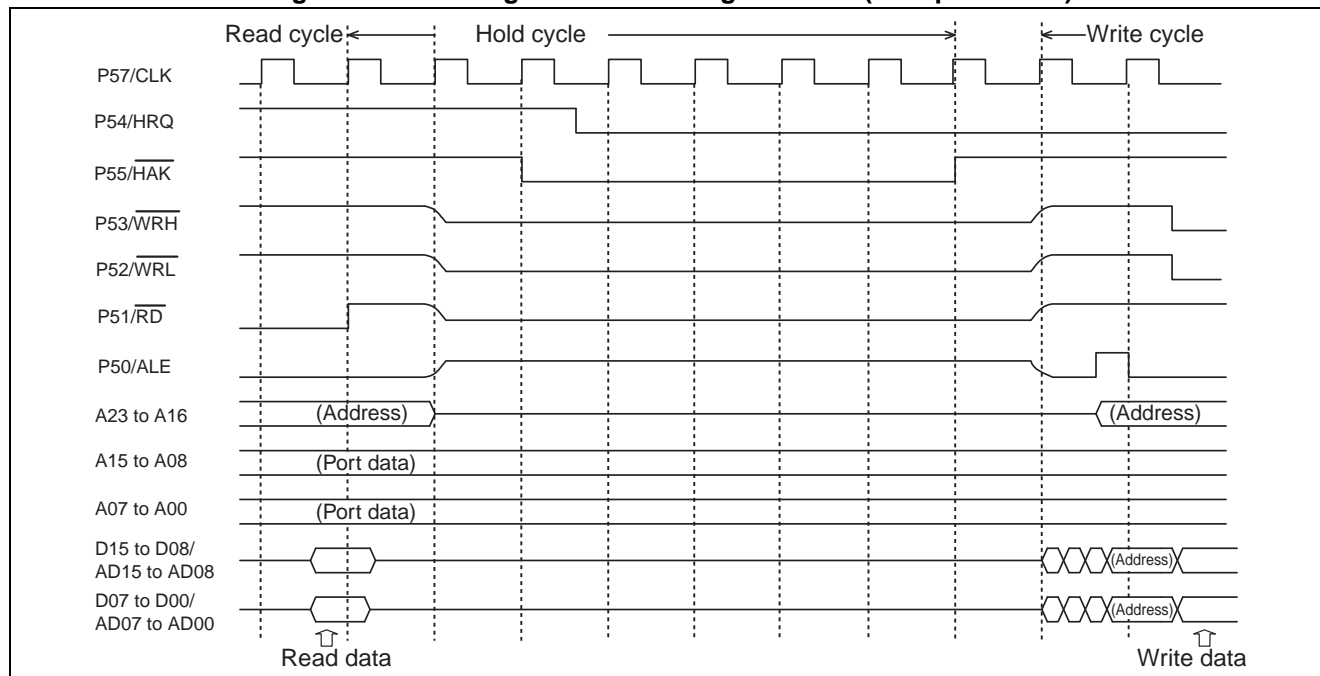 Read cycle Hold cycle Write cycle
P57/CLK
P54/HRQ
P55/HAK
P53/WRH
P52/WRL
P51/RD
P50/ALE
A23 to A16 (Address) (Address)
A15 to A08 (Port data)
A07 to A00 (Port data)
D15 to D08/
AD15 to AD08 (Address)
D07 to D00/
AD07 to AD00 (Address)
Read data Write data